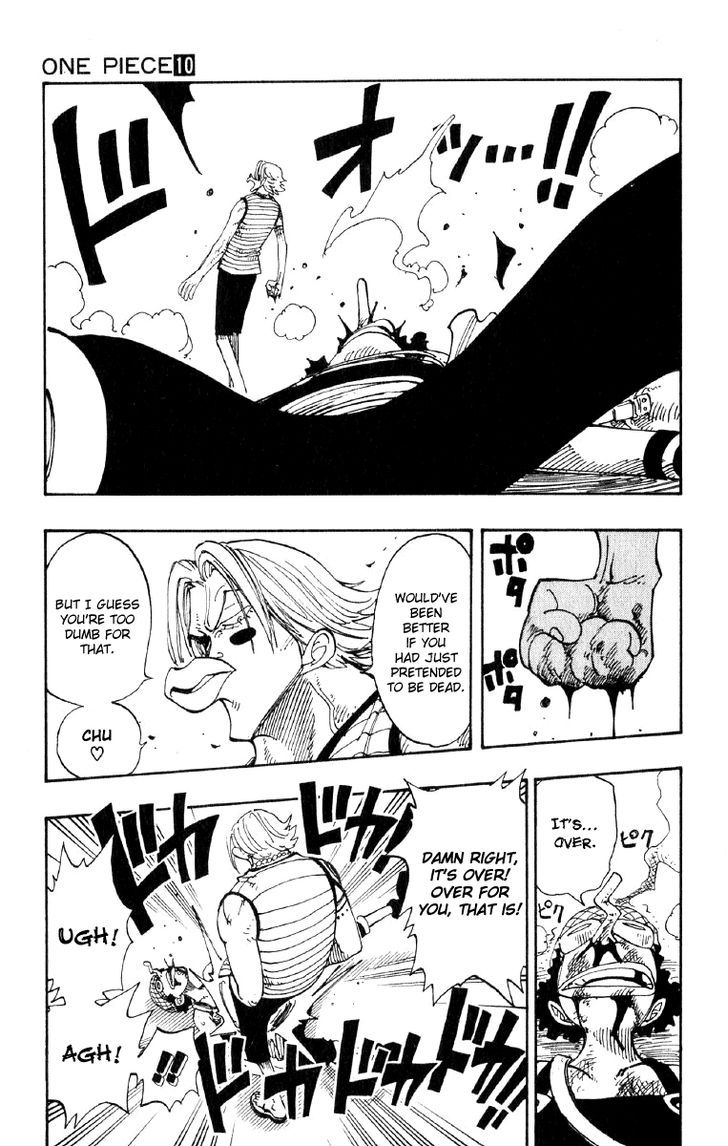 ONE PIECE 10
ドオッ…!!
ポタ
ポタ
WOULD'VE
BEEN
BETTER
IF YOU
HAD JUST
PRETENDED
TO BE DEAD.
BUT I GUESS
YOU'RE TOO
DUMB FOR
THAT.
CHU
♡
IT'S...
OVER.
ピク
ピク
DAMN RIGHT,
IT'S OVER!
OVER FOR
YOU, THAT IS!
ドカドカ!
UGH!
AGH!
!!
ドカドカドカ